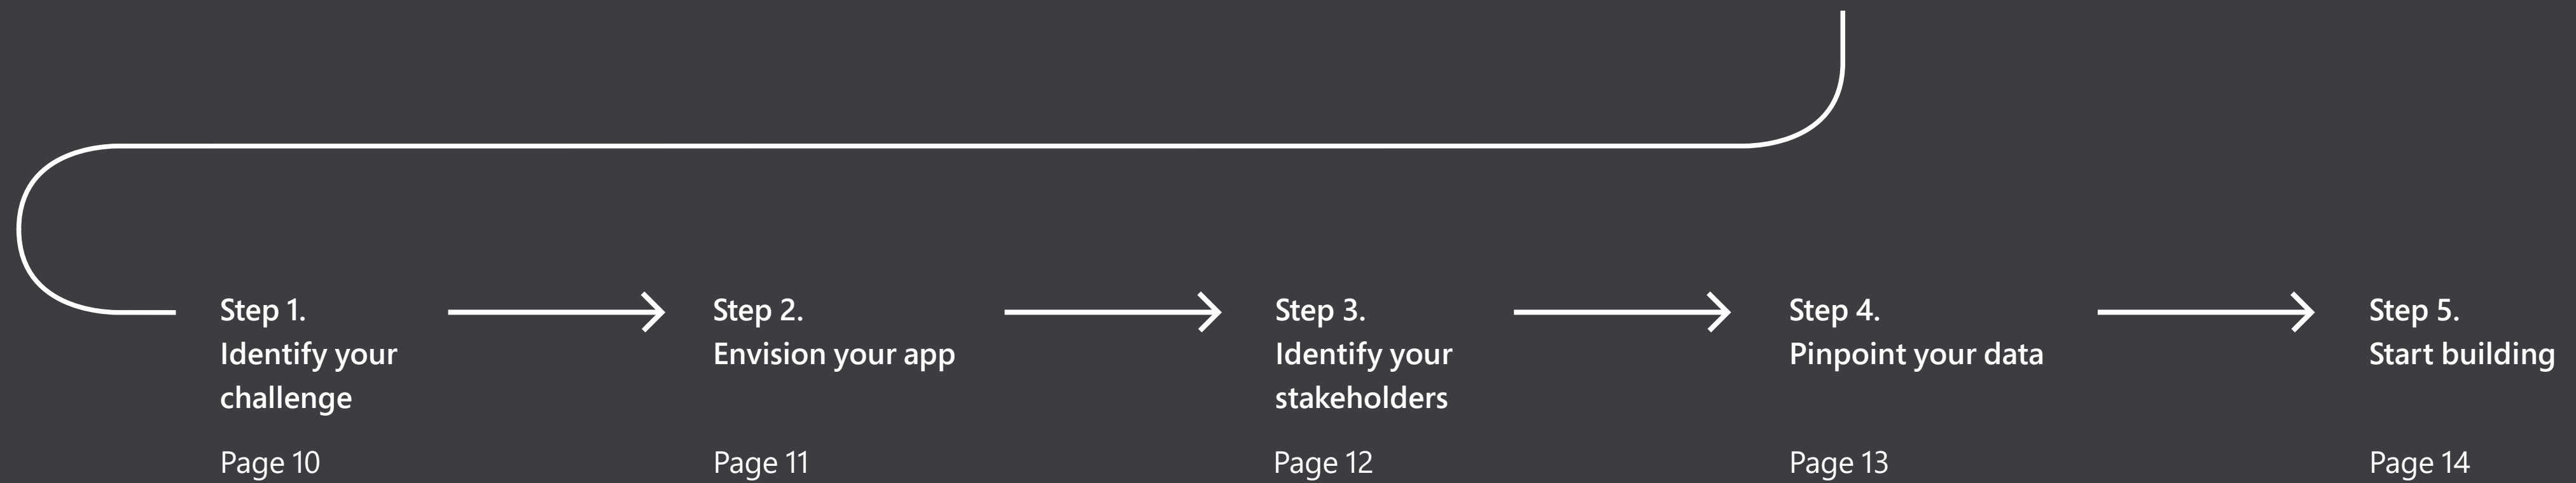 Step 1.
Identify your
challenge
Page 10
Step 2.
Envision your app
Page 11
Step 3.
Identify your
stakeholders
Page 12
Step 4.
Pinpoint your data
Page 13
Step 5.
Start building
Page 14